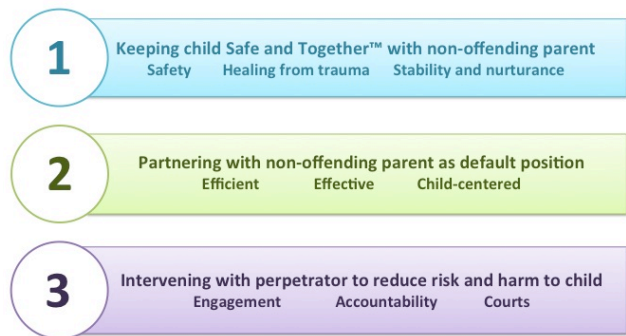 1
Keeping child Safe and Together™ with non-offending parent
Safety Healing from trauma Stability and nurturance
2
Partnering with non-offending parent as default position
Efficient Effective Child-centered
3
Intervening with perpetrator to reduce risk and harm to child
Engagement Accountability Courts